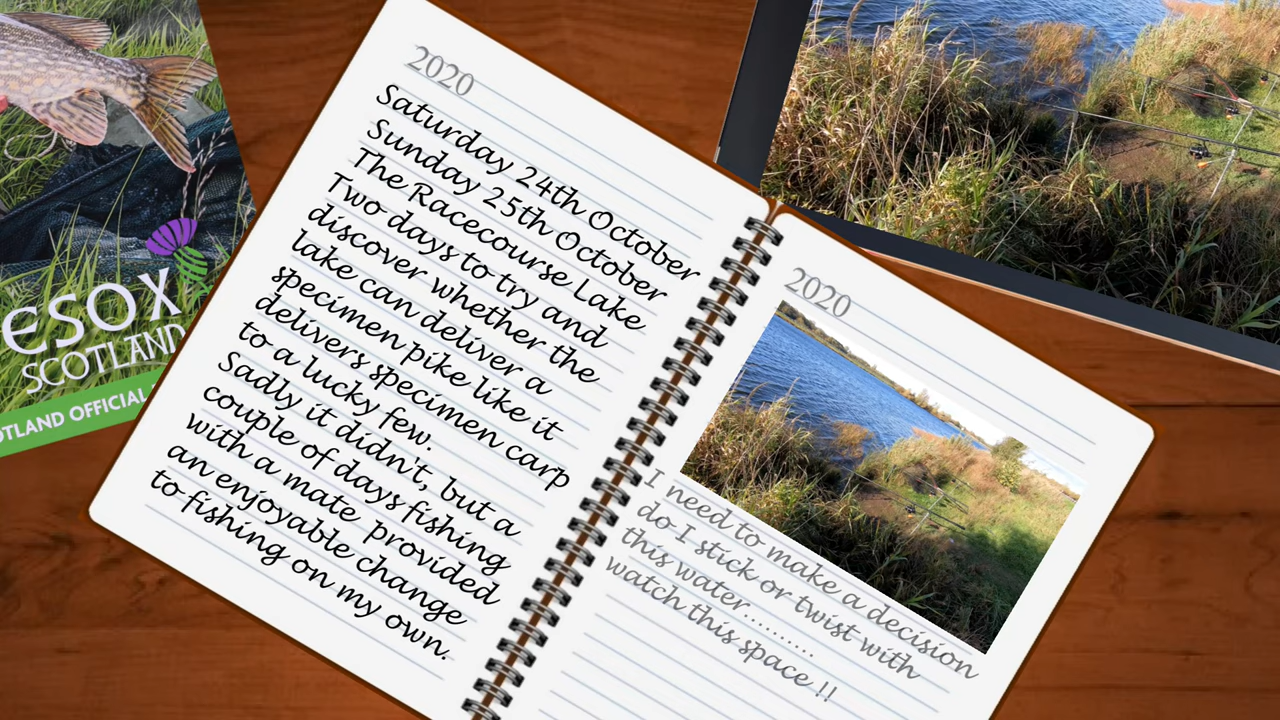 ESOX
SCOTLAND
OTLAND OFFICIAL
2020
Saturday 24th October
Sunday 25th October
The Racecourse Lake
Two days to try and
discover whether the
lake can deliver a
specimen pike like it
delivers specimen carp
to a lucky few.
Sadly it didn't, but a
couple of days fishing
with a mate provided
an enjoyable change
to fishing on my own.
2020
I need to make a decision
do I stick or twist with
this water..........
watch this space !!